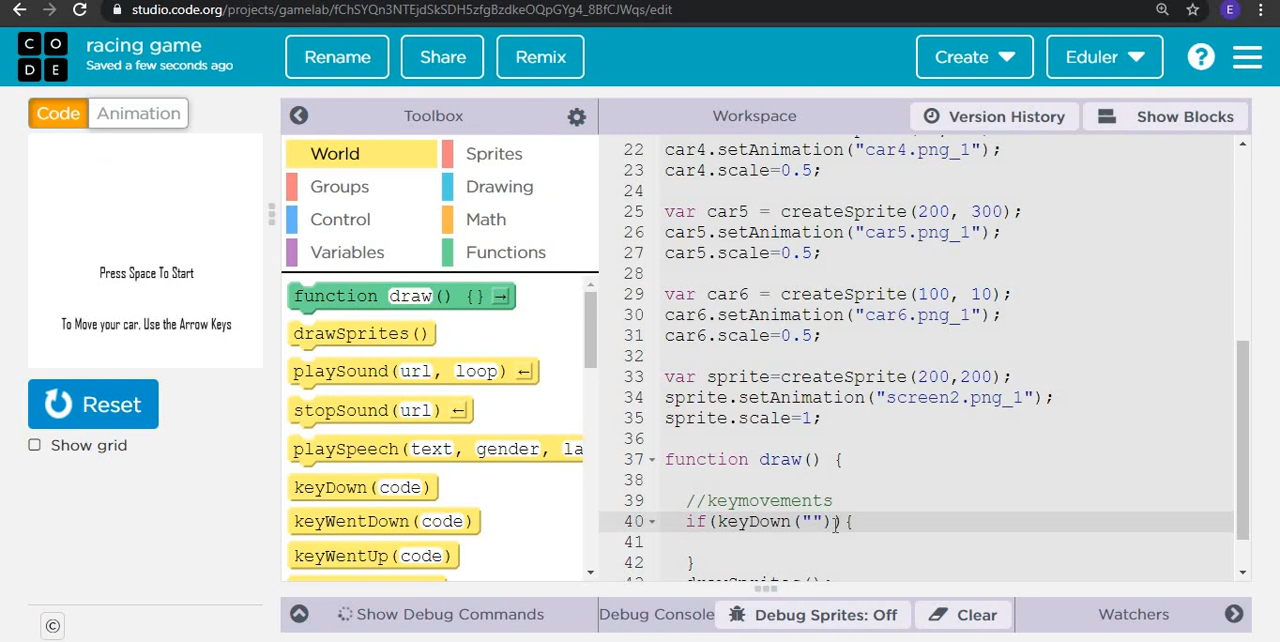 studio.code.org/projects/gamelab/fChSYQn3NTEjdSkSDH5zfgBzdkeOQpGYg4_8BfCJWqs/edit
E
C O
D E
racing game
Saved a few seconds ago
Rename
Share
Remix
Create
Eduler
?
Code
Animation
Toolbox
Workspace
Version History
Show Blocks
World
Sprites
Groups
Drawing
Control
Math
Variables
Functions
function draw() {}
drawSprites()
playSound(url, loop)
stopSound(url)
playSpeech(text, gender, la
keyDown(code)
keyWentDown(code)
keyWentUp(code)
Press Space To Start
To Move your car, Use the Arrow Keys
Reset
Show grid
22 car4.setAnimation("car4.png_1");
23 car4.scale=0.5;
24
25 var car5 = createSprite(200, 300);
26 car5.setAnimation("car5.png_1");
27 car5.scale=0.5;
28
29 var car6 = createSprite(100, 10);
30 car6.setAnimation("car6.png_1");
31 car6.scale=0.5;
32
33 var sprite=createSprite(200,200);
34 sprite.setAnimation("screen2.png_1");
35 sprite.scale=1;
36
37 function draw() {
38
39 //keymovements
40 if(keyDown("")){
41
42 }
drawSprites();
Show Debug Commands
Debug Console
Debug Sprites: Off
Clear
Watchers
©